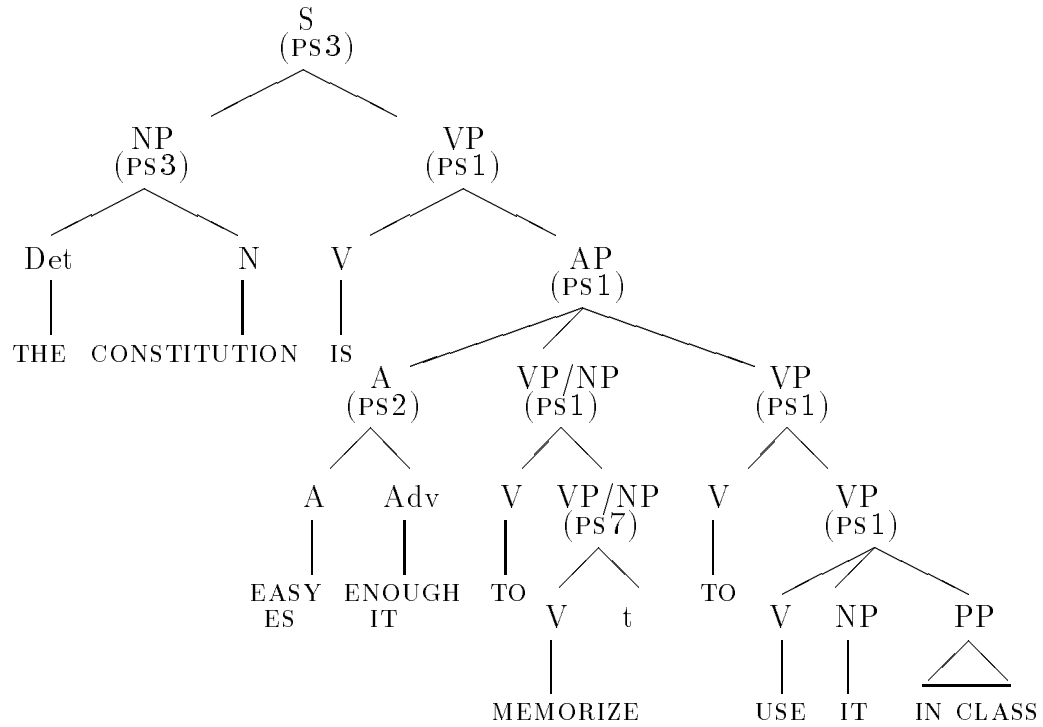 S
(PS3)
NP VP
(PS3) (PS1)
Det N V AP
(PS1)
THE CONSTITUTION IS
A VP/NP VP
(PS2) (PS1) (PS1)
A Adv V VP/NP V VP
(PS7) (PS1)
EASY ENOUGH TO TO
ES IT V t V NP PP
MEMORIZE USE IT IN CLASS